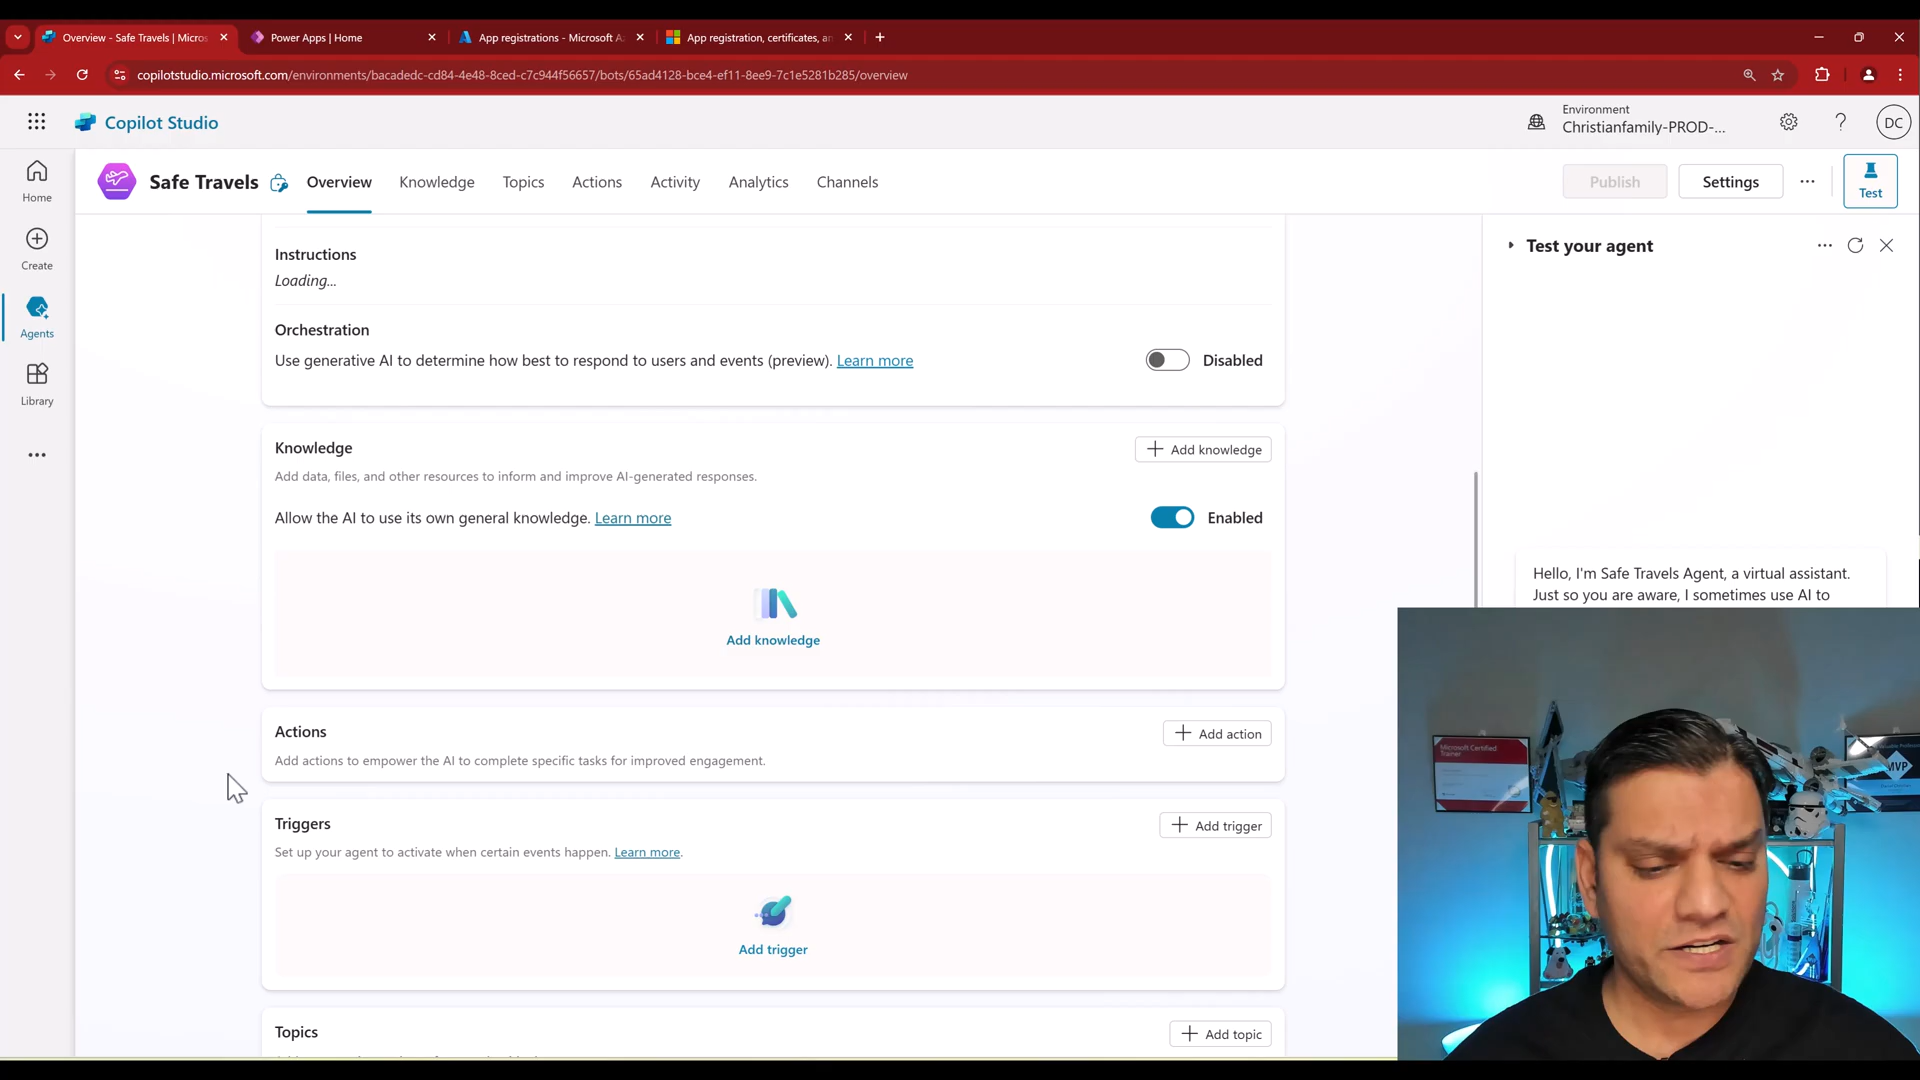 Overview - Safe Travels | Micros
Power Apps | Home
App registrations - Microsoft A
App registration, certificates, an
copilotstudio.microsoft.com/environments/bacadedc-cd84-4e48-8ced-c7c944f56657/bots/65ad4128-bce4-ef11-8ee9-7c1e5281b285/overview
Copilot Studio
Environment
Christianfamily-PROD-...
DC
Safe Travels
Overview
Knowledge
Topics
Actions
Activity
Analytics
Channels
Publish
Settings
Test
Home
Create
Agents
Library
Instructions
Loading...
Orchestration
Use generative AI to determine how best to respond to users and events (preview). Learn more
Disabled
Knowledge
Add knowledge
Add data, files, and other resources to inform and improve AI-generated responses.
Allow the AI to use its own general knowledge. Learn more
Enabled
Add knowledge
Actions
Add action
Add actions to empower the AI to complete specific tasks for improved engagement.
Triggers
Add trigger
Set up your agent to activate when certain events happen. Learn more.
Add trigger
Topics
Add topic
Test your agent
Hello, I'm Safe Travels Agent, a virtual assistant.
Just so you are aware, I sometimes use AI to
Microsoft Certified
Trainer
MVP